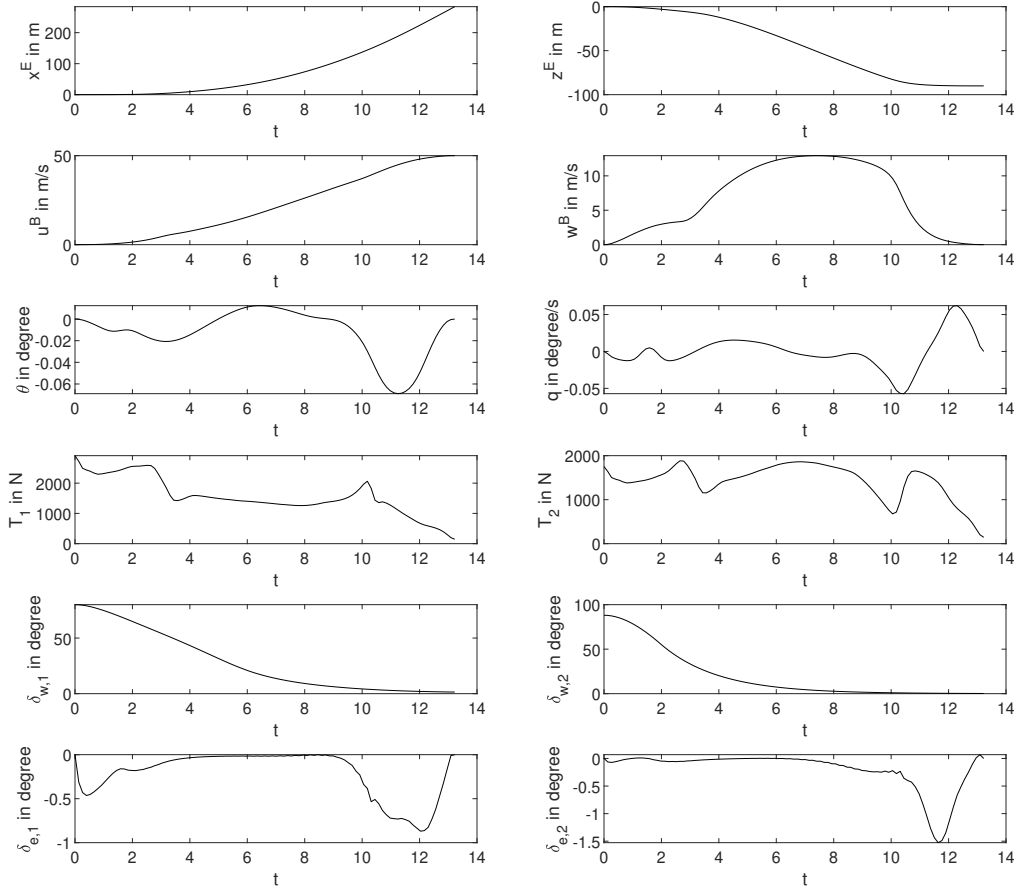 x^E in m
200
100
0
0 2 4 6 8 10 12 14
t
z^E in m
0
-50
-100
0 2 4 6 8 10 12 14
t
u^B in m/s
50
0
0 2 4 6 8 10 12 14
t
w^B in m/s
10
5
0
0 2 4 6 8 10 12 14
t
θ in degree
0
-0.02
-0.04
-0.06
0 2 4 6 8 10 12 14
t
q in degree/s
0.05
0
-0.05
0 2 4 6 8 10 12 14
t
T_1 in N
2000
1000
0
0 2 4 6 8 10 12 14
t
T_2 in N
2000
1000
0
0 2 4 6 8 10 12 14
t
δ_{w,1} in degree
50
0
0 2 4 6 8 10 12 14
t
δ_{w,2} in degree
100
50
0
0 2 4 6 8 10 12 14
t
δ_{e,1} in degree
0
-0.5
-1
0 2 4 6 8 10 12 14
t
δ_{e,2} in degree
0
-0.5
-1
-1.5
0 2 4 6 8 10 12 14
t